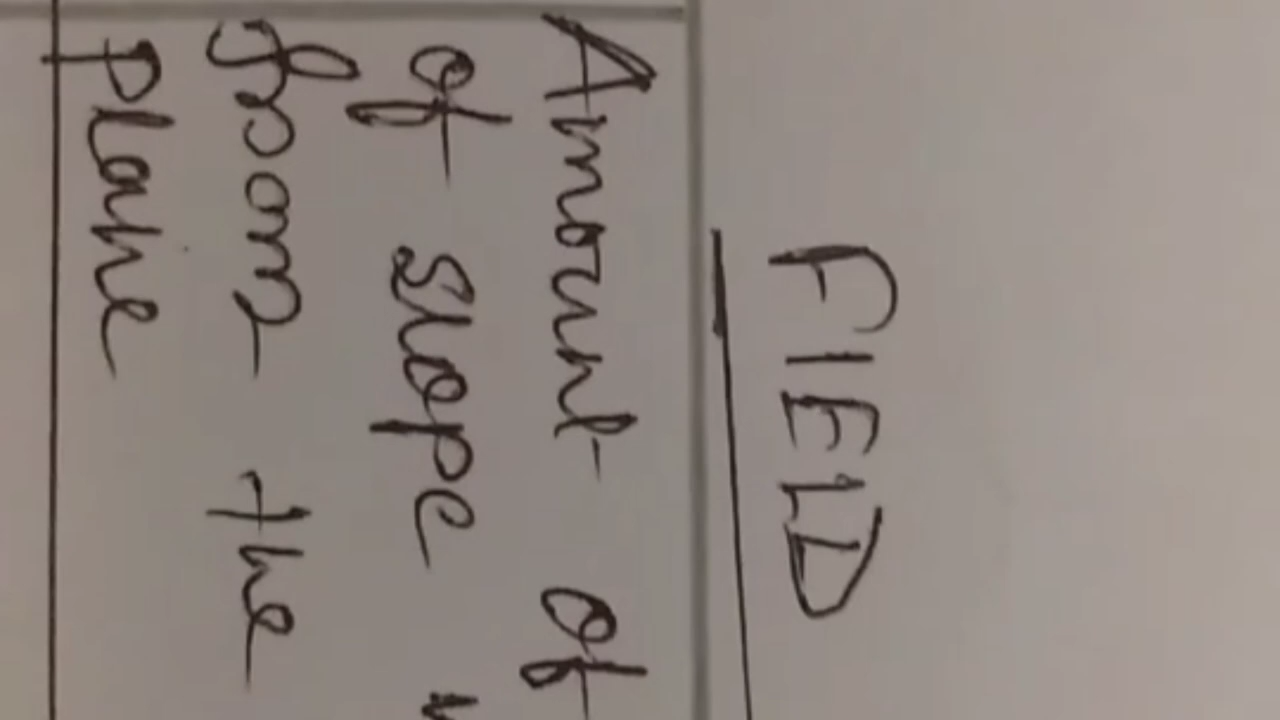 FIELD
Amount of
of slope
from the
plane